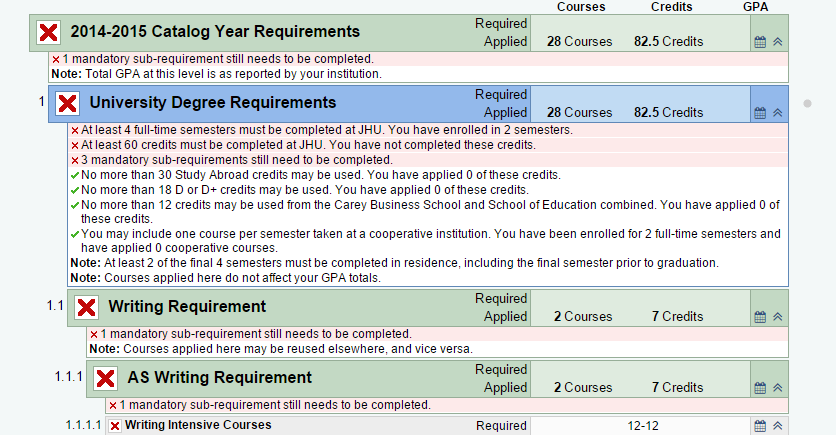 Courses Credits GPA
2014-2015 Catalog Year Requirements Required
Applied 28 Courses 82.5 Credits
1 mandatory sub-requirement still needs to be completed.
Note: Total GPA at this level is as reported by your institution.
1 University Degree Requirements Required
Applied 28 Courses 82.5 Credits
At least 4 full-time semesters must be completed at JHU. You have enrolled in 2 semesters.
At least 60 credits must be completed at JHU. You have not completed these credits.
3 mandatory sub-requirements still need to be completed.
No more than 30 Study Abroad credits may be used. You have applied 0 of these credits.
No more than 18 D or D+ credits may be used. You have applied 0 of these credits.
No more than 12 credits may be used from the Carey Business School and School of Education combined. You have applied 0 of
these credits.
You may include one course per semester taken at a cooperative institution. You have been enrolled for 2 full-time semesters and
have applied 0 cooperative courses.
Note: At least 2 of the final 4 semesters must be completed in residence, including the final semester prior to graduation.
Note: Courses applied here do not affect your GPA totals.
1.1 Writing Requirement Required
Applied 2 Courses 7 Credits
1 mandatory sub-requirement still needs to be completed.
Note: Courses applied here may be reused elsewhere, and vice versa.
1.1.1 AS Writing Requirement Required
Applied 2 Courses 7 Credits
1 mandatory sub-requirement still needs to be completed.
1.1.1.1 Writing Intensive Courses Required 12-12